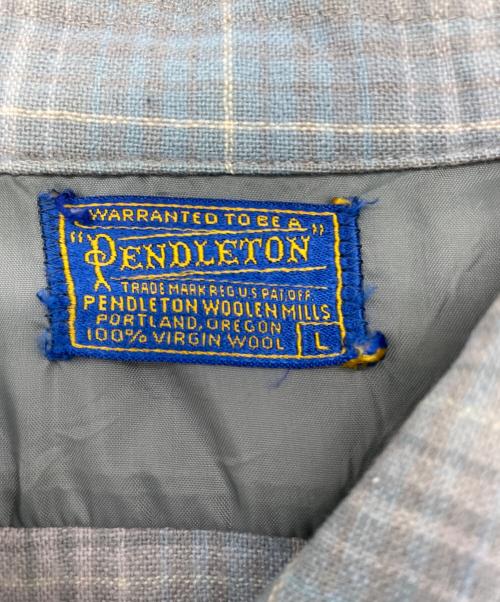 WARRANTED TO BE A
"PENDLETON"
TRADE MARK REG U.S. PAT. OFF.
PENDLETON WOOLEN MILLS
PORTLAND, OREGON
100% VIRGIN WOOL L